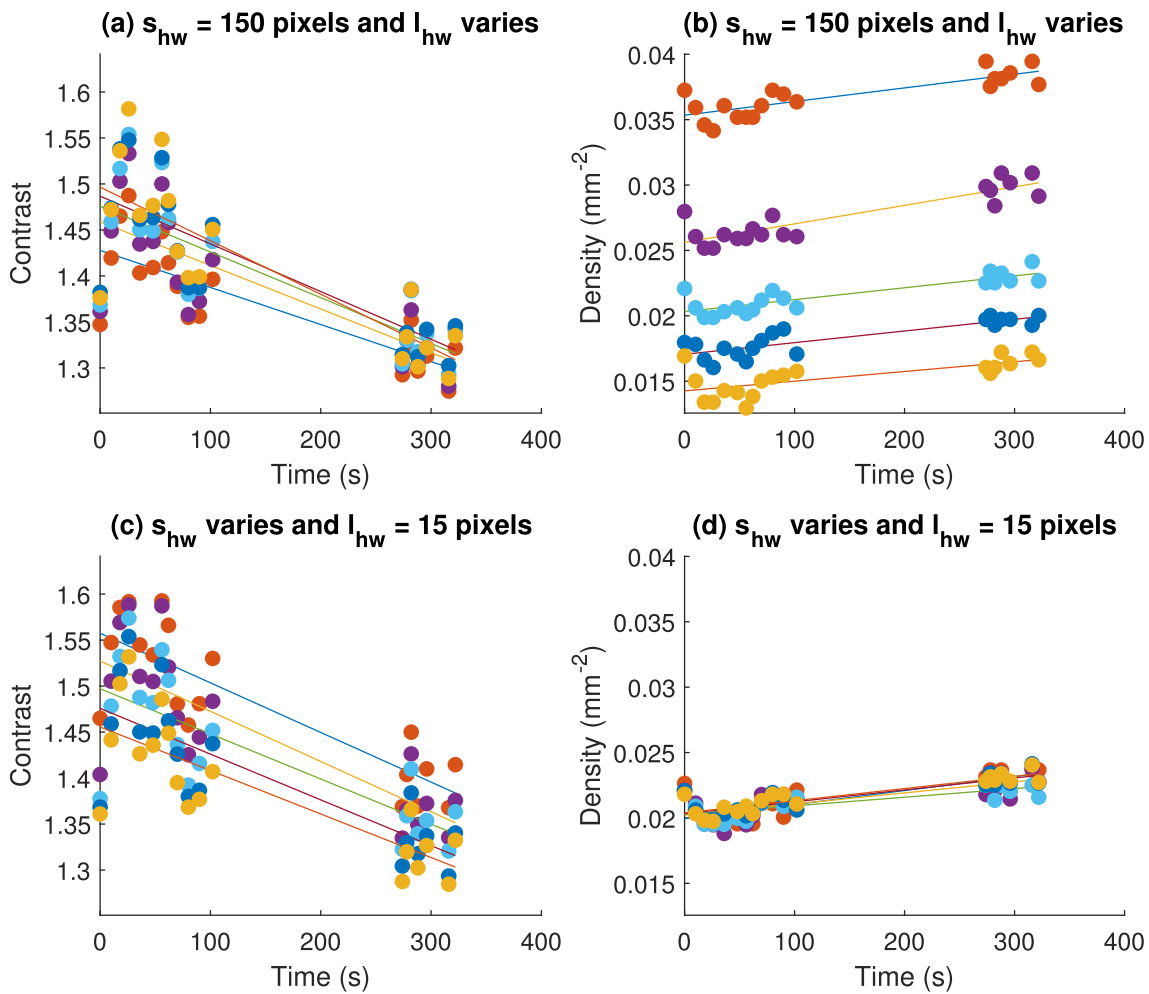 (a) s_hw = 150 pixels and l_hw varies
1.6
1.55
1.5
1.45
1.4
1.35
1.3
Contrast
0 100 200 300 400
Time (s)
(b) s_hw = 150 pixels and l_hw varies
0.04
0.035
0.03
0.025
0.02
0.015
Density (mm^-2)
0 100 200 300 400
Time (s)
(c) s_hw varies and l_hw = 15 pixels
1.6
1.55
1.5
1.45
1.4
1.35
1.3
Contrast
0 100 200 300 400
Time (s)
(d) s_hw varies and l_hw = 15 pixels
0.04
0.035
0.03
0.025
0.02
0.015
Density (mm^-2)
0 100 200 300 400
Time (s)